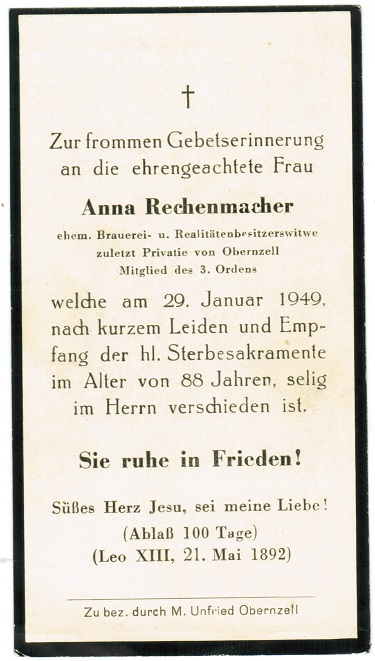 Zur frommen Gebetserinnerung
an die ehrengeachtete Frau
Anna Rechenmacher
ehem. Brauerei- u. Realitätenbesitzerswitwe
zuletzt Privatie von Obernzell
Mitglied des 3. Ordens
welche am 29. Januar 1949,
nach kurzem Leiden und Emp-
fang der hl. Sterbesakramente
im Alter von 88 Jahren, selig
im Herrn verschieden ist.
Sie ruhe in Frieden!
Süßes Herz Jesu, sei meine Liebe!
(Ablaß 100 Tage)
(Leo XIII, 21. Mai 1892)
Zu bez. durch M. Unfried Obernzell